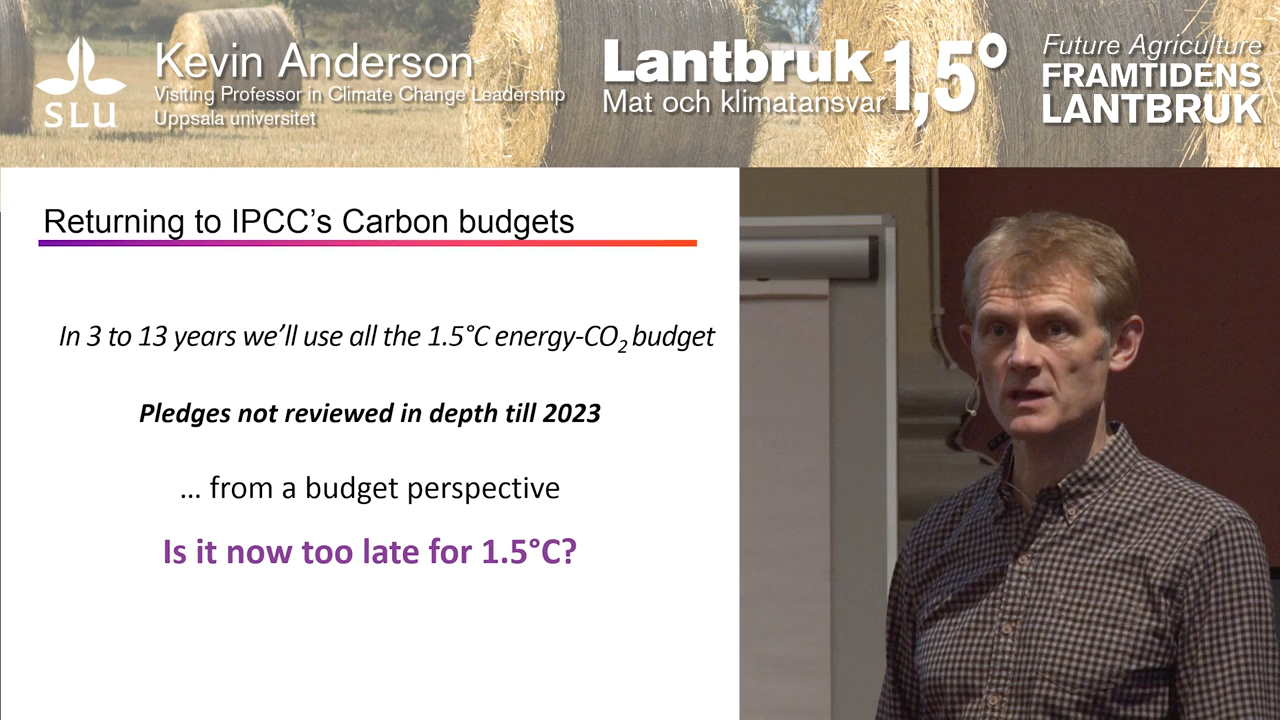 SLU
Kevin Anderson
Visiting Professor in Climate Change Leadership
Uppsala universitet
Lantbruk 1,5°
Mat och klimatansvar
Future Agriculture
FRAMTIDENS
LANTBRUK
Returning to IPCC’s Carbon budgets
In 3 to 13 years we’ll use all the 1.5°C energy-CO₂ budget
Pledges not reviewed in depth till 2023
... from a budget perspective
Is it now too late for 1.5°C?